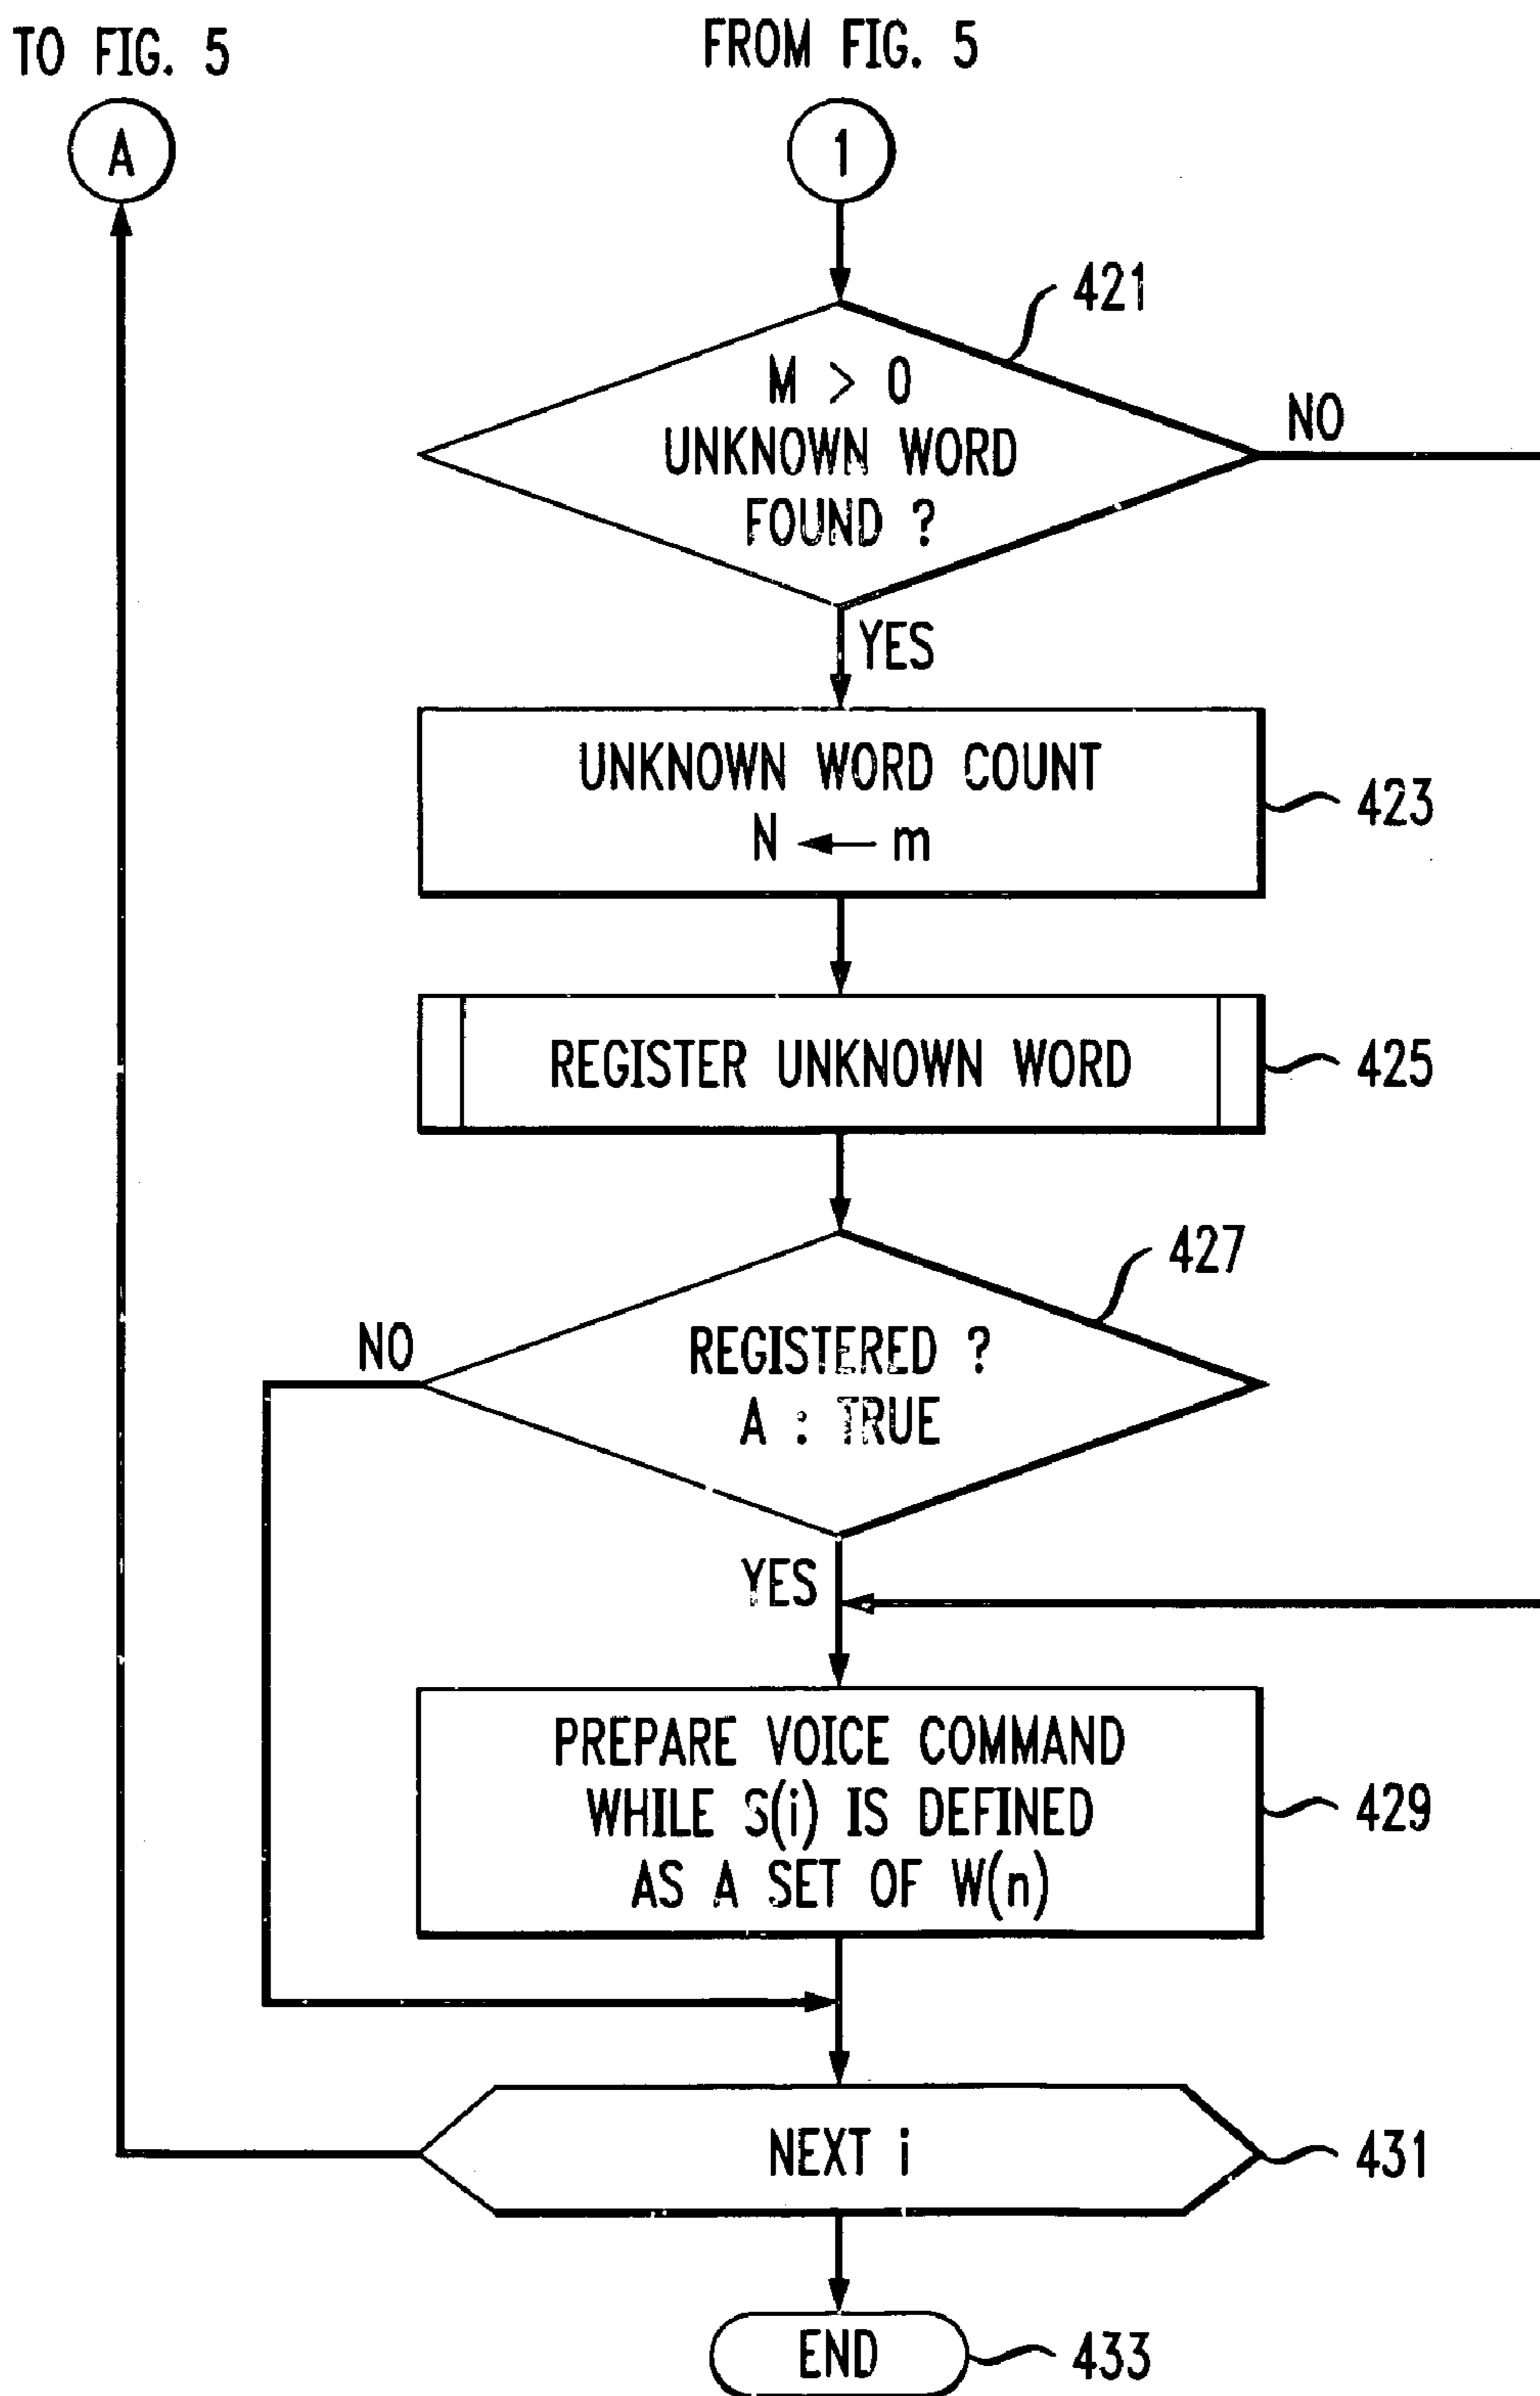 TO FIG. 5
FROM FIG. 5
A
1
421
M > 0
UNKNOWN WORD
FOUND ?
NO
YES
UNKNOWN WORD COUNT
N ← m
423
REGISTER UNKNOWN WORD
425
427
REGISTERED ?
A : TRUE
NO
YES
PREPARE VOICE COMMAND
WHILE S(i) IS DEFINED
AS A SET OF W(n)
429
NEXT i
431
END
433